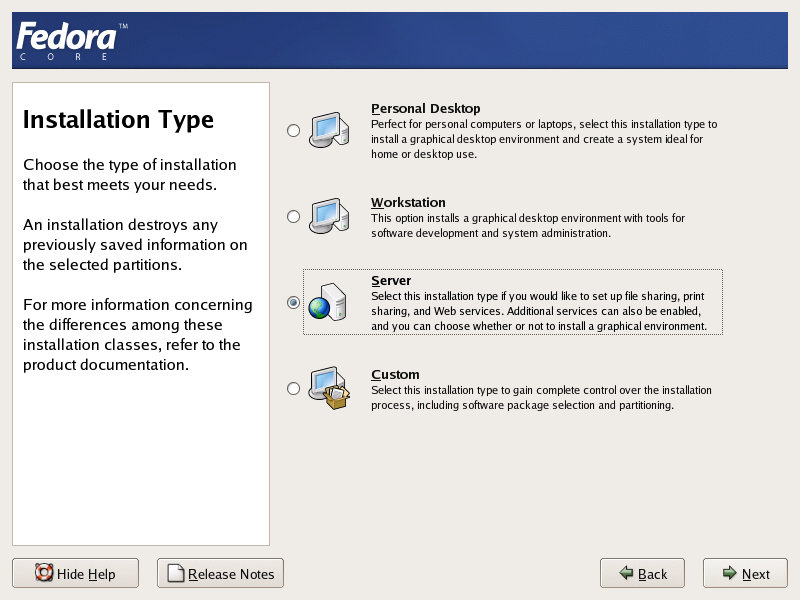 Fedora™
CORE
Installation Type
Choose the type of installation
that best meets your needs.
An installation destroys any
previously saved information on
the selected partitions.
For more information concerning
the differences among these
installation classes, refer to the
product documentation.
Personal Desktop
Perfect for personal computers or laptops, select this installation type to
install a graphical desktop environment and create a system ideal for
home or desktop use.
Workstation
This option installs a graphical desktop environment with tools for
software development and system administration.
Server
Select this installation type if you would like to set up file sharing, print
sharing, and Web services. Additional services can also be enabled,
and you can choose whether or not to install a graphical environment.
Custom
Select this installation type to gain complete control over the installation
process, including software package selection and partitioning.
Hide Help
Release Notes
Back
Next